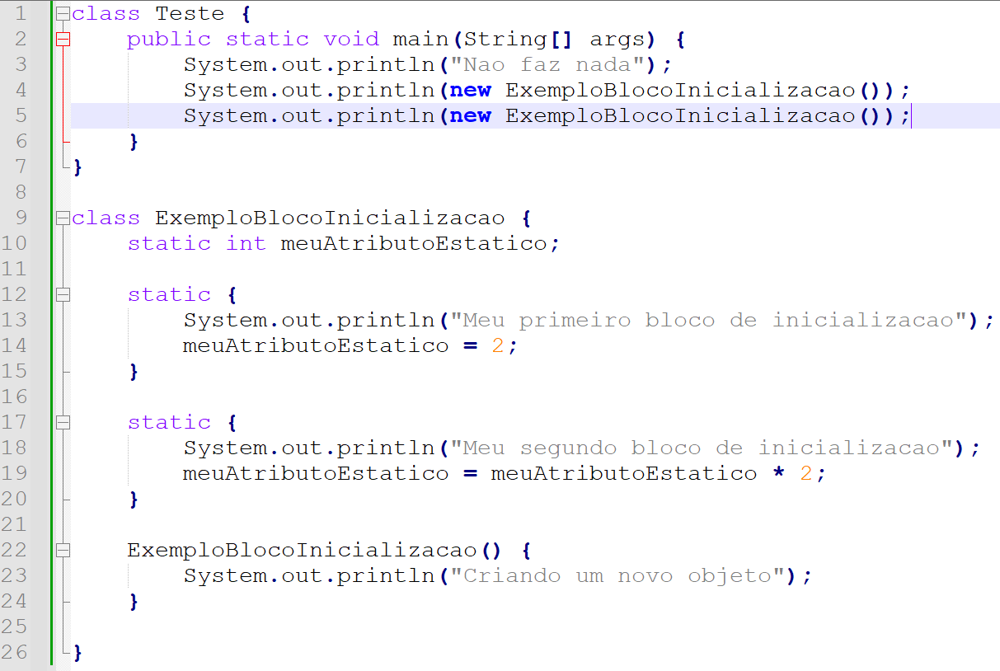 1 class Teste {
2     public static void main(String[] args) {
3         System.out.println("Nao faz nada");
4         System.out.println(new ExemploBlocoInicializacao());
5         System.out.println(new ExemploBlocoInicializacao());
6     }
7 }
8
9 class ExemploBlocoInicializacao {
10     static int meuAtributoEstatico;
11
12     static {
13         System.out.println("Meu primeiro bloco de inicializacao");
14         meuAtributoEstatico = 2;
15     }
16
17     static {
18         System.out.println("Meu segundo bloco de inicializacao");
19         meuAtributoEstatico = meuAtributoEstatico * 2;
20     }
21
22     ExemploBlocoInicializacao() {
23         System.out.println("Criando um novo objeto");
24     }
25
26 }